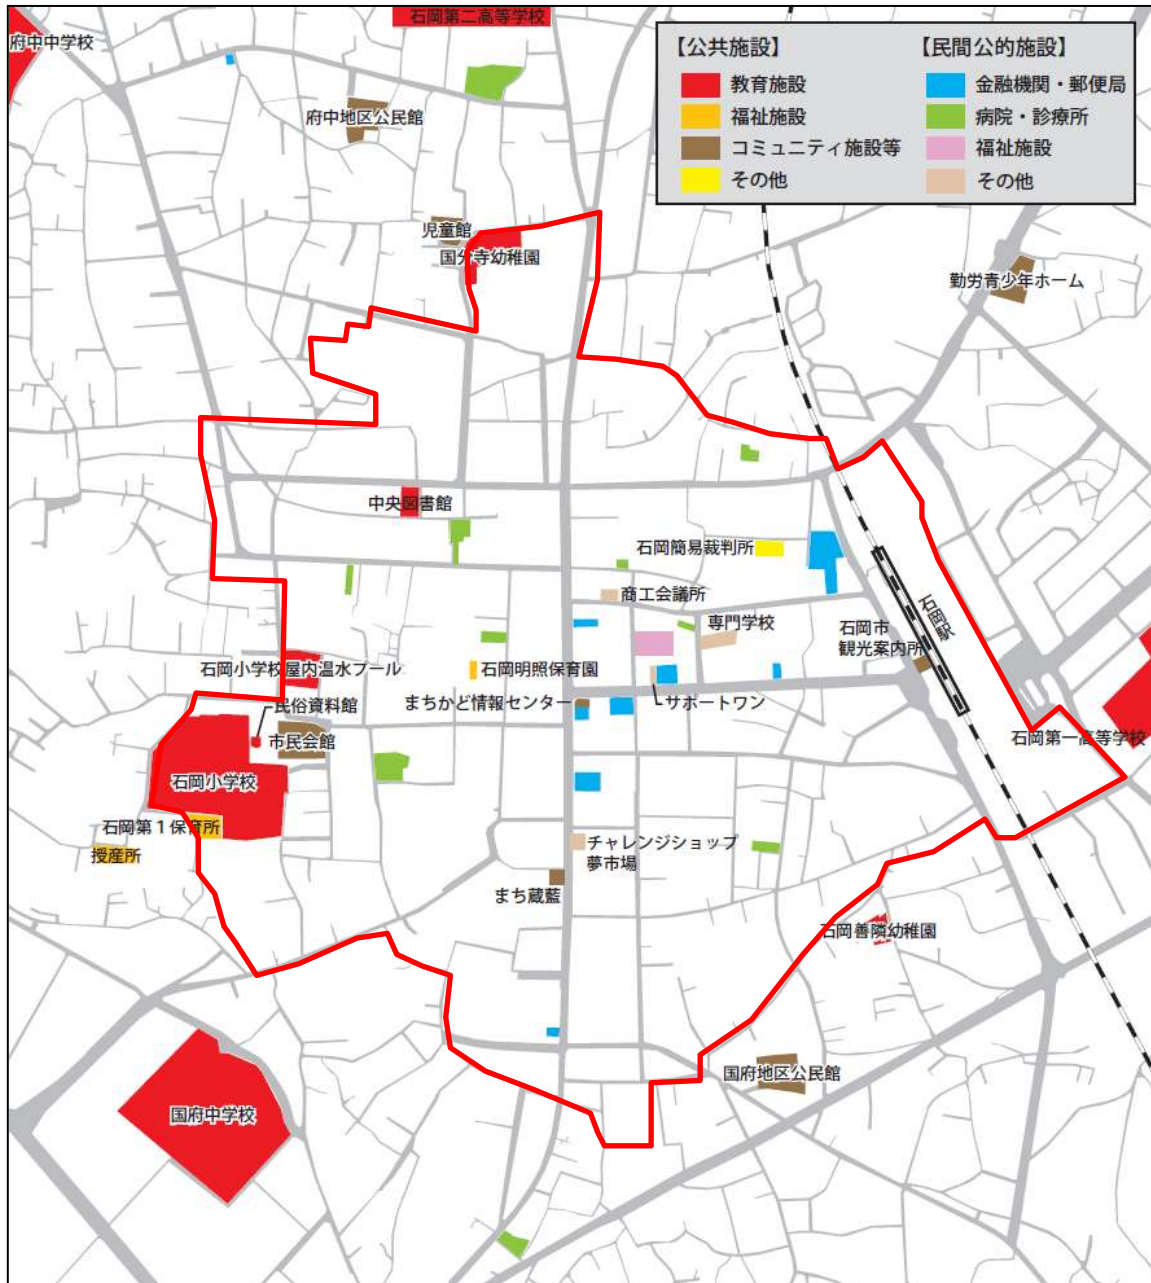 石岡第二高等学校
府中中学校
【公共施設】
教育施設
福祉施設
コミュニティ施設等
その他
【民間公的施設】
金融機関・郵便局
病院・診療所
福祉施設
その他
府中地区公民館
児童館
国分寺幼稚園
勤労青少年ホーム
中央図書館
石岡簡易裁判所
商工会議所
専門学校
石岡市
観光案内所
石岡駅
石岡小学校屋内温水プール
石岡明照保育園
まちかど情報センター
サポートワン
民俗資料館
市民会館
石岡第一高等学校
石岡小学校
石岡第1保育所
授産所
チャレンジショップ
夢市場
まち蔵藍
石岡善隣幼稚園
国府地区公民館
国府中学校